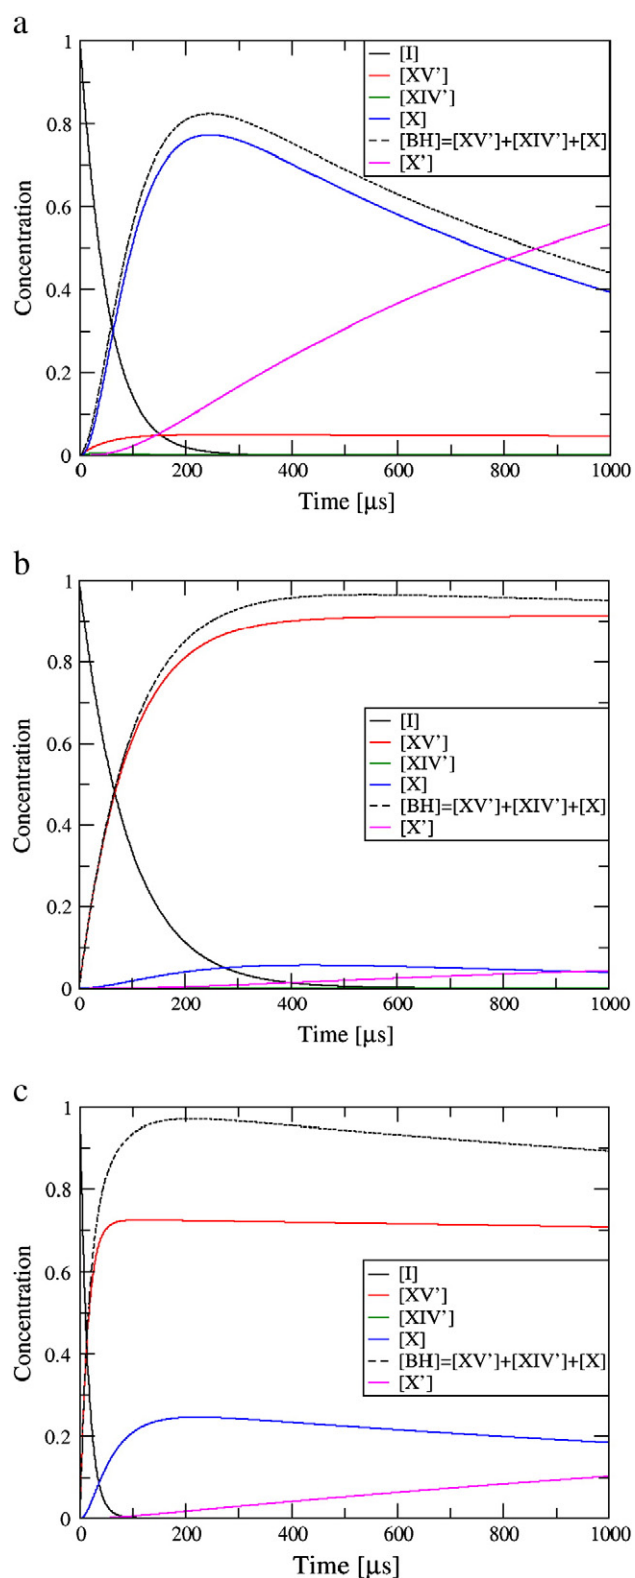 a
1
0.8
0.6
0.4
0.2
0
Concentration
[I]
[XV']
[XIV']
[X]
[BH]=[XV']+[XIV']+[X]
[X']
0 200 400 600 800 1000
Time [μs]
b
1
0.8
0.6
0.4
0.2
0
Concentration
[I]
[XV']
[XIV']
[X]
[BH]=[XV']+[XIV']+[X]
[X']
0 200 400 600 800 1000
Time [μs]
c
1
0.8
0.6
0.4
0.2
0
Concentration
[I]
[XV']
[XIV']
[X]
[BH]=[XV']+[XIV']+[X]
[X']
0 200 400 600 800 1000
Time [μs]